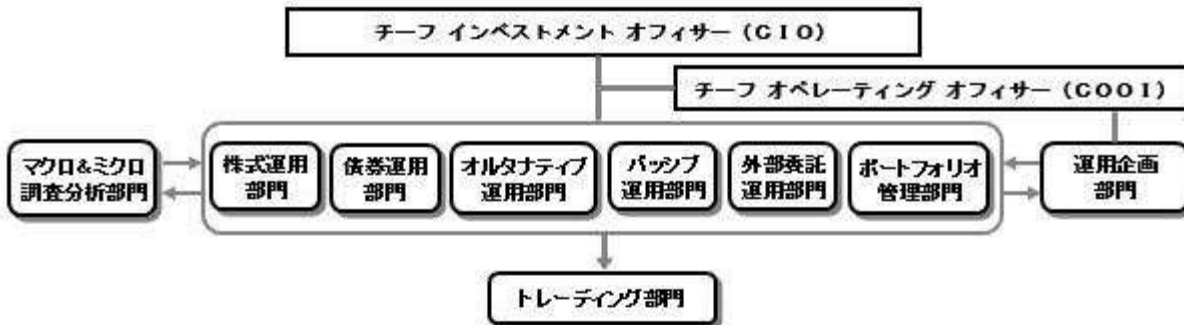 チーフ インベストメント オフィサー (CIO)
チーフ オペレーティング オフィサー (COOI)
マクロ&ミクロ
調査分析部門
株式運用
部門
債券運用
部門
オルタナティブ
運用部門
パッシブ
運用部門
外部委託
運用部門
ポートフォリオ
管理部門
運用企画
部門
トレーディング部門